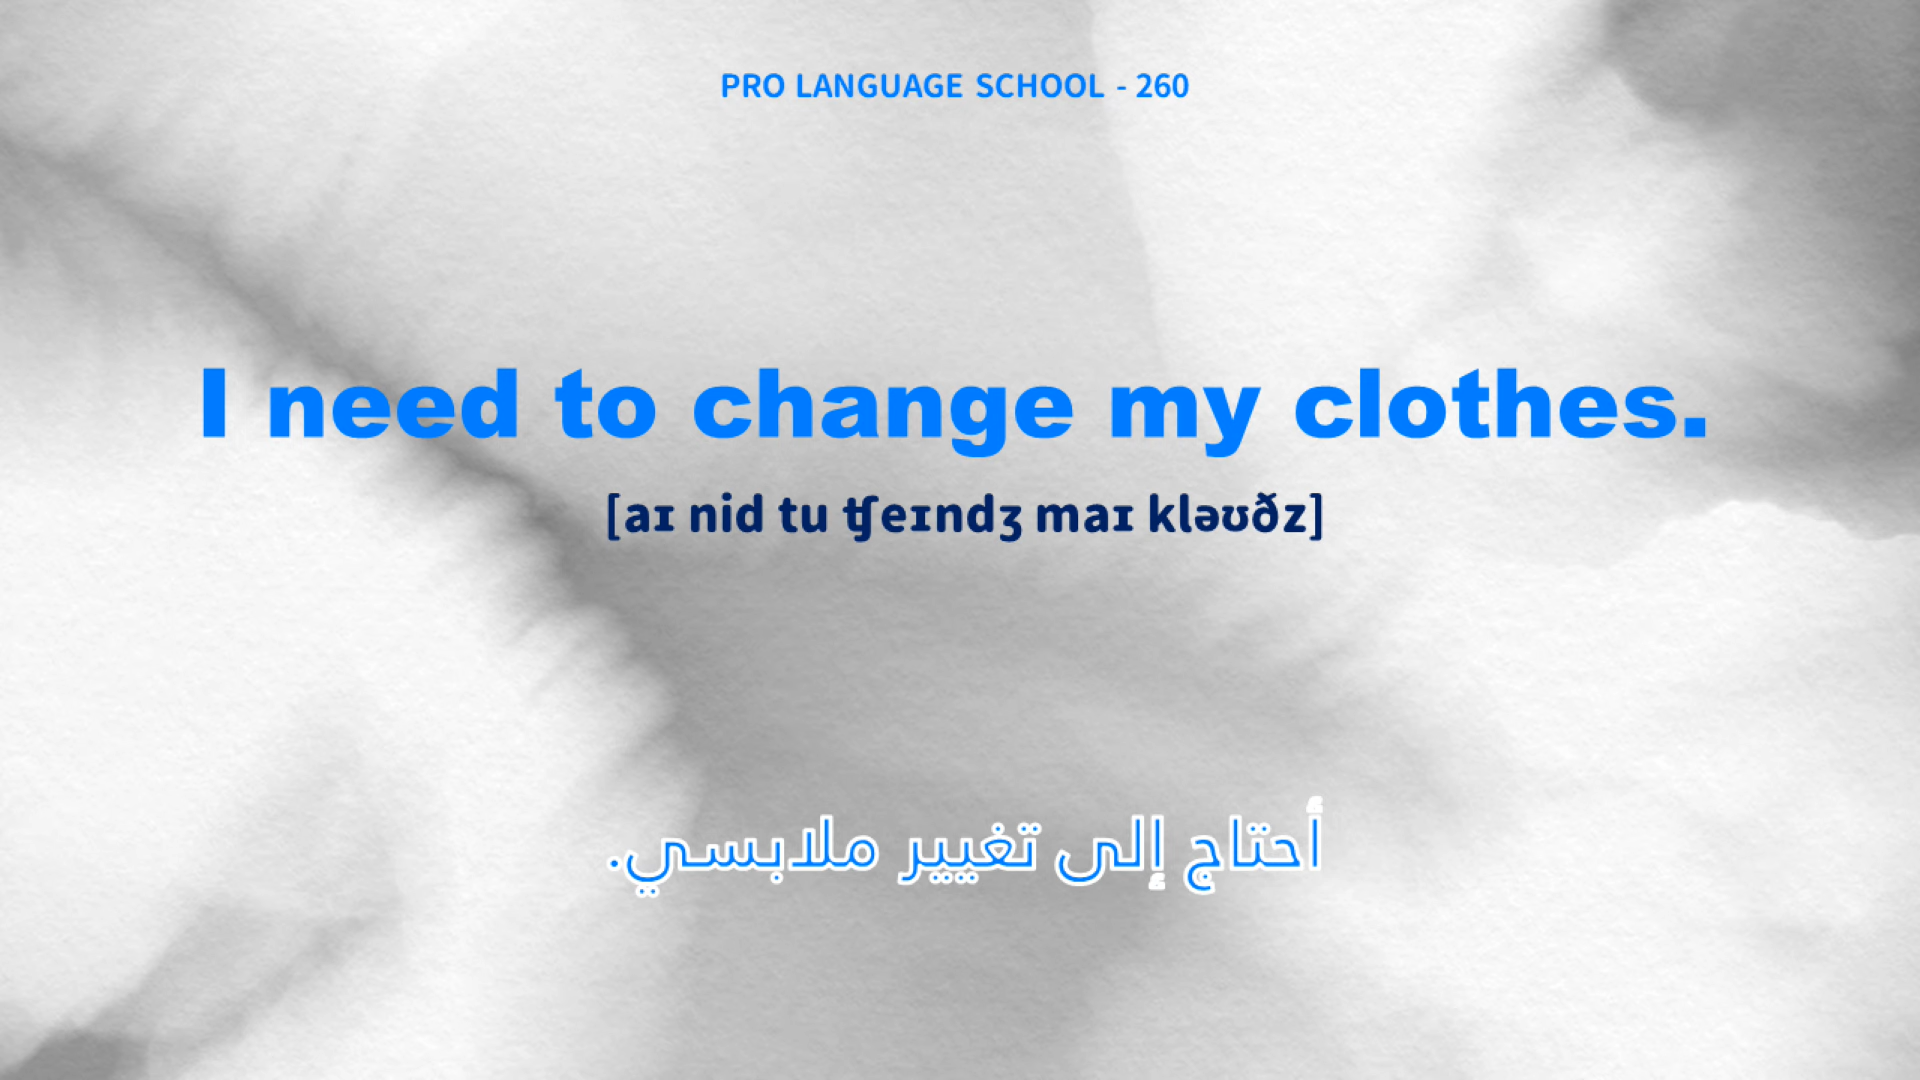 PRO LANGUAGE SCHOOL - 260
I need to change my clothes.
[aɪ nid tu ʧeɪndʒ maɪ kləʊðz]
أحتاج إلى تغيير ملابسي.